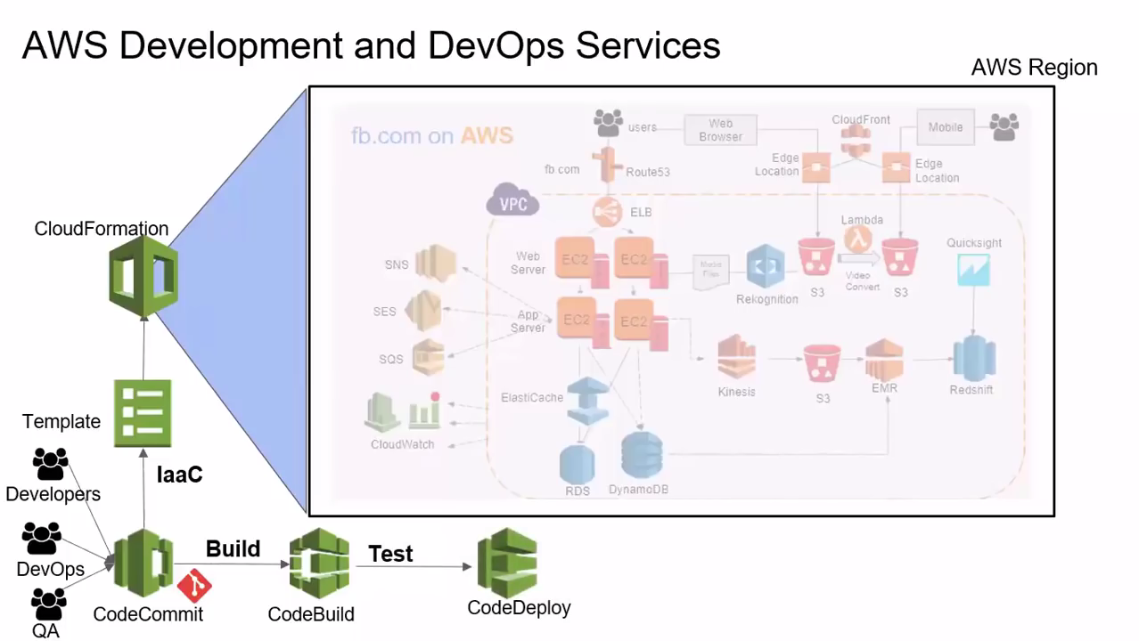 AWS Development and DevOps Services
AWS Region
fb.com on AWS
users
Web
Browser
CloudFront
Mobile
fb.com
Route53
Edge
Location
Edge
Location
VPC
ELB
Lambda
CloudFormation
Web
Server
EC2
EC2
Media
Files
Rekognition
S3
Video
Convert
S3
Quicksight
SNS
SES
SQS
App
Server
EC2
EC2
Kinesis
S3
EMR
Redshift
ElastiCache
CloudWatch
RDS
DynamoDB
Template
IaaC
Developers
DevOps
QA
CodeCommit
Build
CodeBuild
Test
CodeDeploy